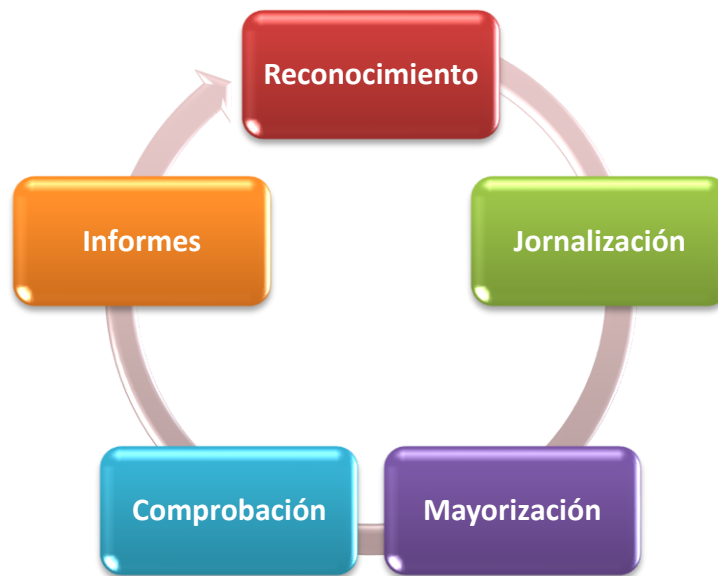 Reconocimiento
Jornalización
Mayorización
Comprobación
Informes